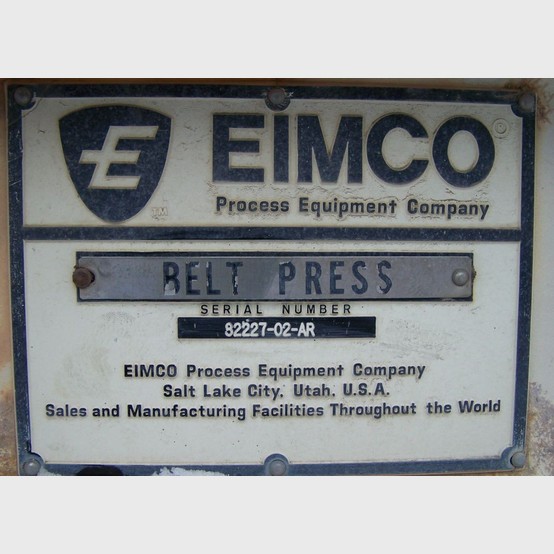 E
TM
EIMCO®
Process Equipment Company
BELT PRESS
SERIAL NUMBER
82227-02-AR
EIMCO Process Equipment Company
Salt Lake City, Utah, U.S.A.
Sales and Manufacturing Facilities Throughout the World